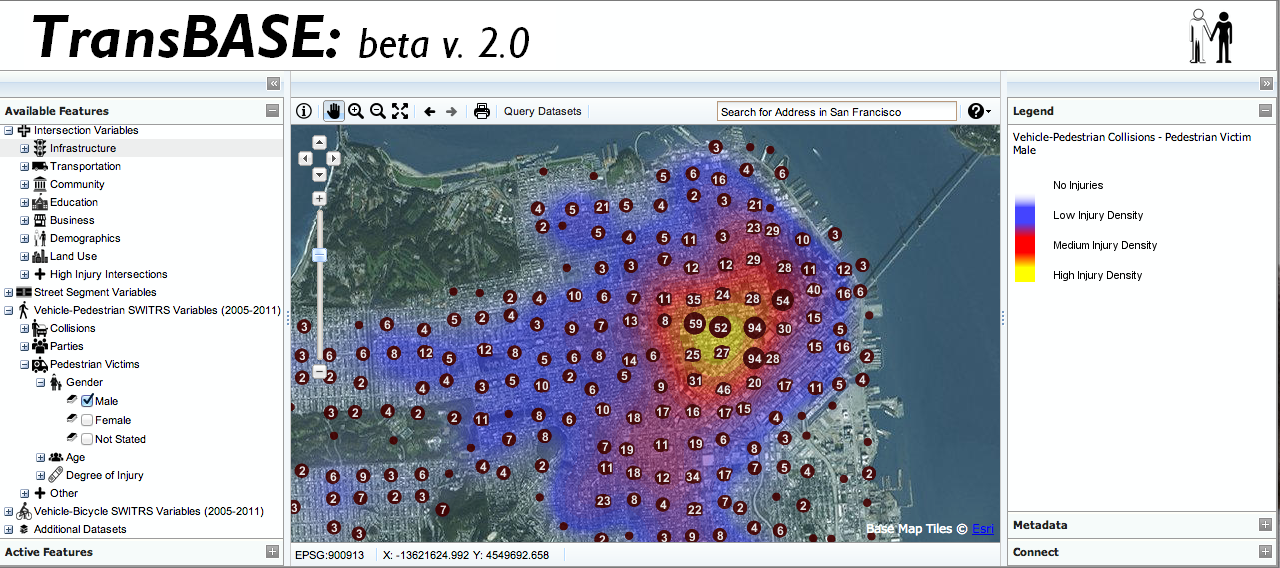 TransBASE: beta v. 2.0
Available Features
Intersection Variables
Infrastructure
Transportation
Community
Education
Business
Demographics
Land Use
High Injury Intersections
Street Segment Variables
Vehicle-Pedestrian SWITRS Variables (2005-2011)
Collisions
Parties
Pedestrian Victims
Gender
Male
Female
Not Stated
Age
Degree of Injury
Other
Vehicle-Bicycle SWITRS Variables (2005-2011)
Additional Datasets
Active Features
Query Datasets
Search for Address in San Francisco
3
5 6 16 4 6
4 5 21 5 4 2 3 21
2 5 4 5 11 3 23 29 10 3
3 3 7 12 12 29 28 11 12 3
2 4 10 6 7 11 35 24 28 54 40 16 6
3 6 4 5 2 4 3 9 7 13 8 59 52 94 30 15 5
3 6 6 8 12 5 12 8 5 6 8 14 6 25 27 94 28 15 16 2
2 2 2 4 4 3 5 10 2 6 5 9 31 46 20 17 11 5 4
3 2 4 2 2 11 8 6 10 18 17 16 17 15 4
7 8 7 19 11 19 6 8 3
2 6 9 3 6 4 4 2 11 18 12 34 17 7 5 2
3 2 7 2 3 7 23 8 4 22 7 2 2
3 3 2 3 9 8 4 6
Base Map Tiles © Esri
EPSG:900913
X: -13621624.992 Y: 4549692.658
Legend
Vehicle-Pedestrian Collisions - Pedestrian Victim
Male
No Injuries
Low Injury Density
Medium Injury Density
High Injury Density
Metadata
Connect